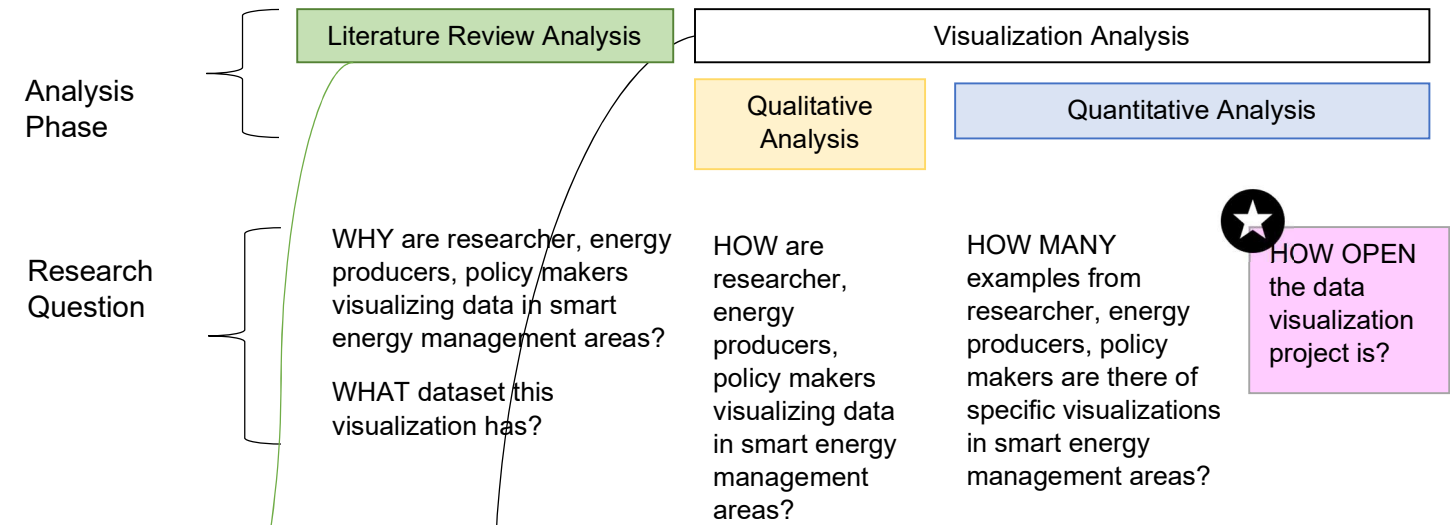 Literature Review Analysis
Visualization Analysis
Analysis
Phase
Qualitative
Analysis
Quantitative Analysis
Research
Question
WHY are researcher, energy
producers, policy makers
visualizing data in smart
energy management areas?
WHAT dataset this
visualization has?
HOW are
researcher,
energy
producers,
policy makers
visualizing data
in smart energy
management
areas?
HOW MANY
examples from
researcher, energy
producers, policy
makers are there of
specific visualizations
in smart energy
management areas?
HOW OPEN
the data
visualization
project is?